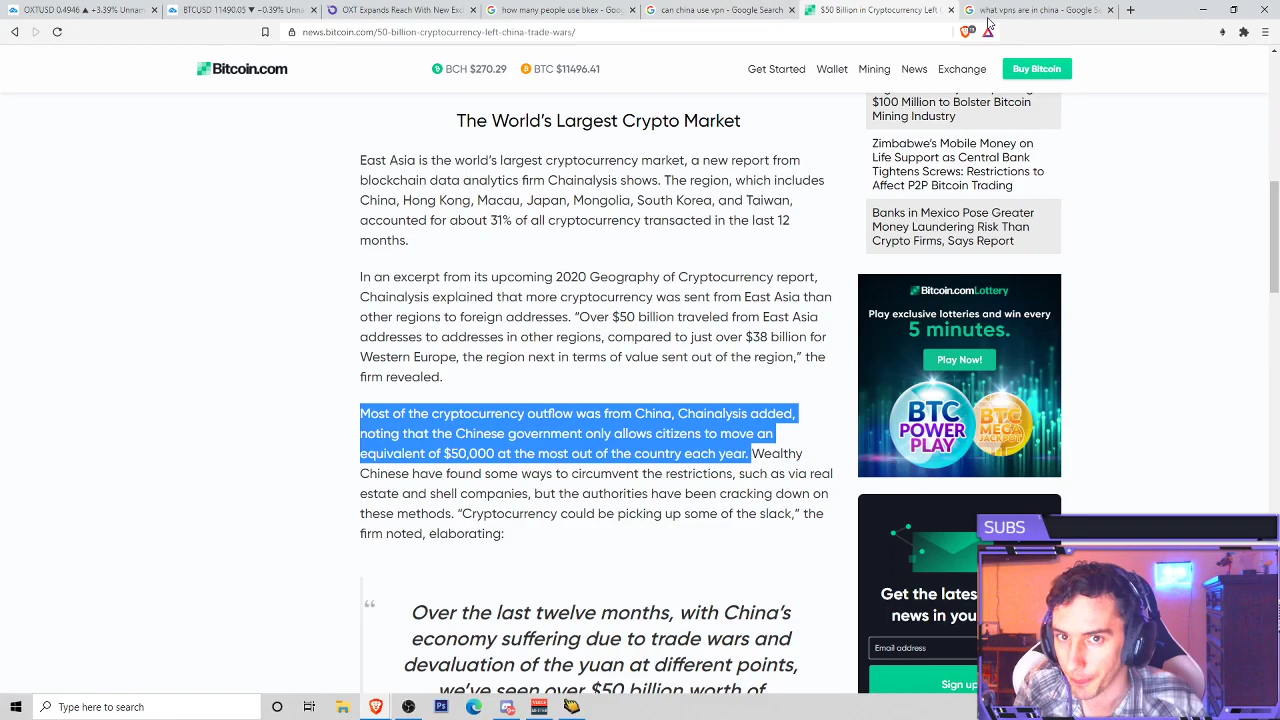 OXTUSD 0.4946 ▲ +3.39% Unnam
BTCUSD 11490.05 ▼ −0.39% Unna
OXT Expands Reach With New Exc
how many people use bkex - Goog
can china use vpn - Google Search
$50 Billion in Cryptocurrency Left
what vpns are in china - Google Se
news.bitcoin.com/50-billion-cryptocurrency-left-china-trade-wars/
Bitcoin.com
BCH $270.29
BTC $11496.41
Get Started
Wallet
Mining
News
Exchange
Buy Bitcoin
The World's Largest Crypto Market
East Asia is the world's largest cryptocurrency market, a new report from
blockchain data analytics firm Chainalysis shows. The region, which includes
China, Hong Kong, Macau, Japan, Mongolia, South Korea, and Taiwan,
accounted for about 31% of all cryptocurrency transacted in the last 12
months.
In an excerpt from its upcoming 2020 Geography of Cryptocurrency report,
Chainalysis explained that more cryptocurrency was sent from East Asia than
other regions to foreign addresses. “Over $50 billion traveled from East Asia
addresses to addresses in other regions, compared to just over $38 billion for
Western Europe, the region next in terms of value sent out of the region,” the
firm revealed.
Most of the cryptocurrency outflow was from China, Chainalysis added,
noting that the Chinese government only allows citizens to move an
equivalent of $50,000 at the most out of the country each year. Wealthy
Chinese have found some ways to circumvent the restrictions, such as via real
estate and shell companies, but the authorities have been cracking down on
these methods. “Cryptocurrency could be picking up some of the slack,” the
firm noted, elaborating:
Over the last twelve months, with China's
economy suffering due to trade wars and
devaluation of the yuan at different points,
we've seen over $50 billion worth of
$100 Million to Bolster Bitcoin
Mining Industry
Zimbabwe's Mobile Money on
Life Support as Central Bank
Tightens Screws: Restrictions to
Affect P2P Bitcoin Trading
Banks in Mexico Pose Greater
Money Laundering Risk Than
Crypto Firms, Says Report
Bitcoin.com Lottery
Play exclusive lotteries and win every
5 minutes.
Play Now!
BTC
POWER
PLAY
BTC
MEGA
JACKPOT
Get the lates
news in you
Email address
Sign up
SUBS
Type here to search